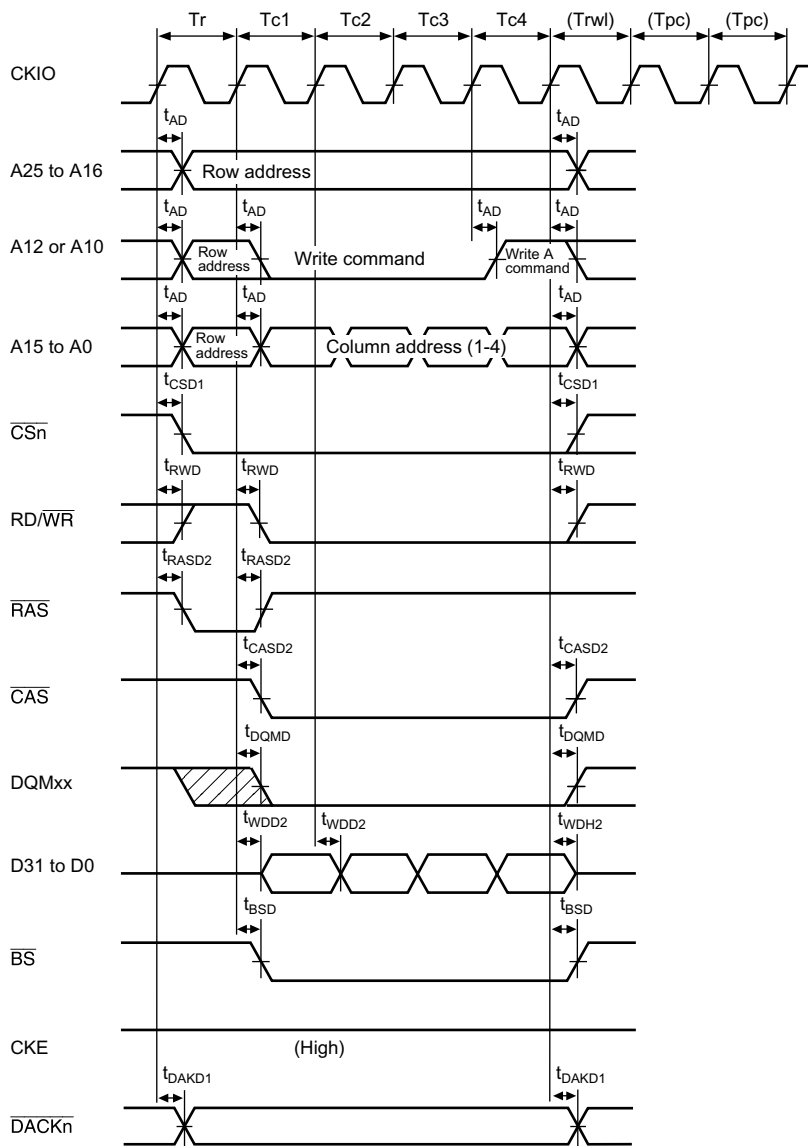 Tr Tc1 Tc2 Tc3 Tc4 (Trwl) (Tpc) (Tpc)
CKIO
tAD tAD
A25 to A16 Row address
tAD tAD tAD tAD
A12 or A10 Row address Write command Write A command
tAD tAD tAD
A15 to A0 Row address Column address (1-4)
tCSD1 tCSD1
CSn
tRWD tRWD tRWD
RD/WR
tRASD2 tRASD2
RAS
tCASD2 tCASD2
CAS
tDQMD tDQMD
DQMxx
tWDD2 tWDD2 tWDH2
D31 to D0
tBSD tBSD
BS
CKE (High)
tDAKD1 tDAKD1
DACKn